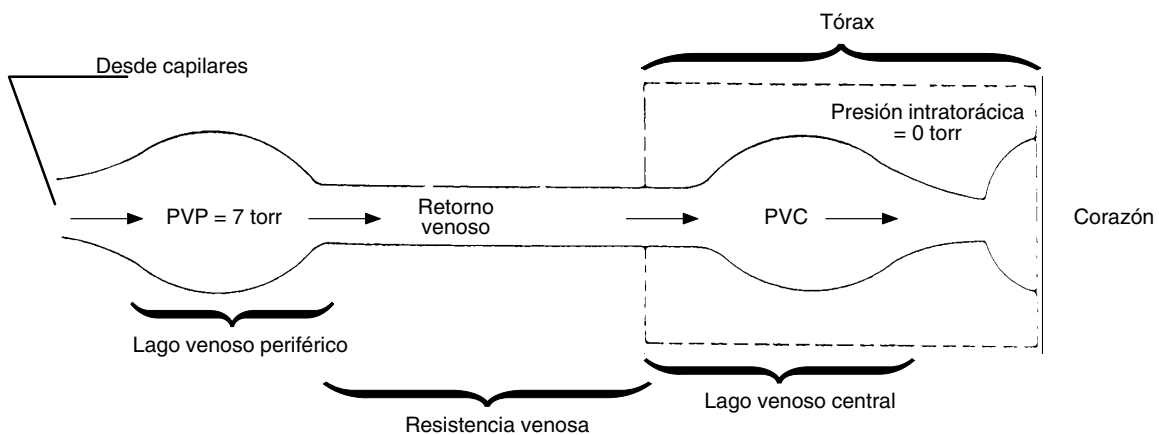 Tórax
Desde capilares
Presión intratorácica
= 0 torr
PVP = 7 torr
Retorno
venoso
PVC
Corazón
Lago venoso periférico
Lago venoso central
Resistencia venosa